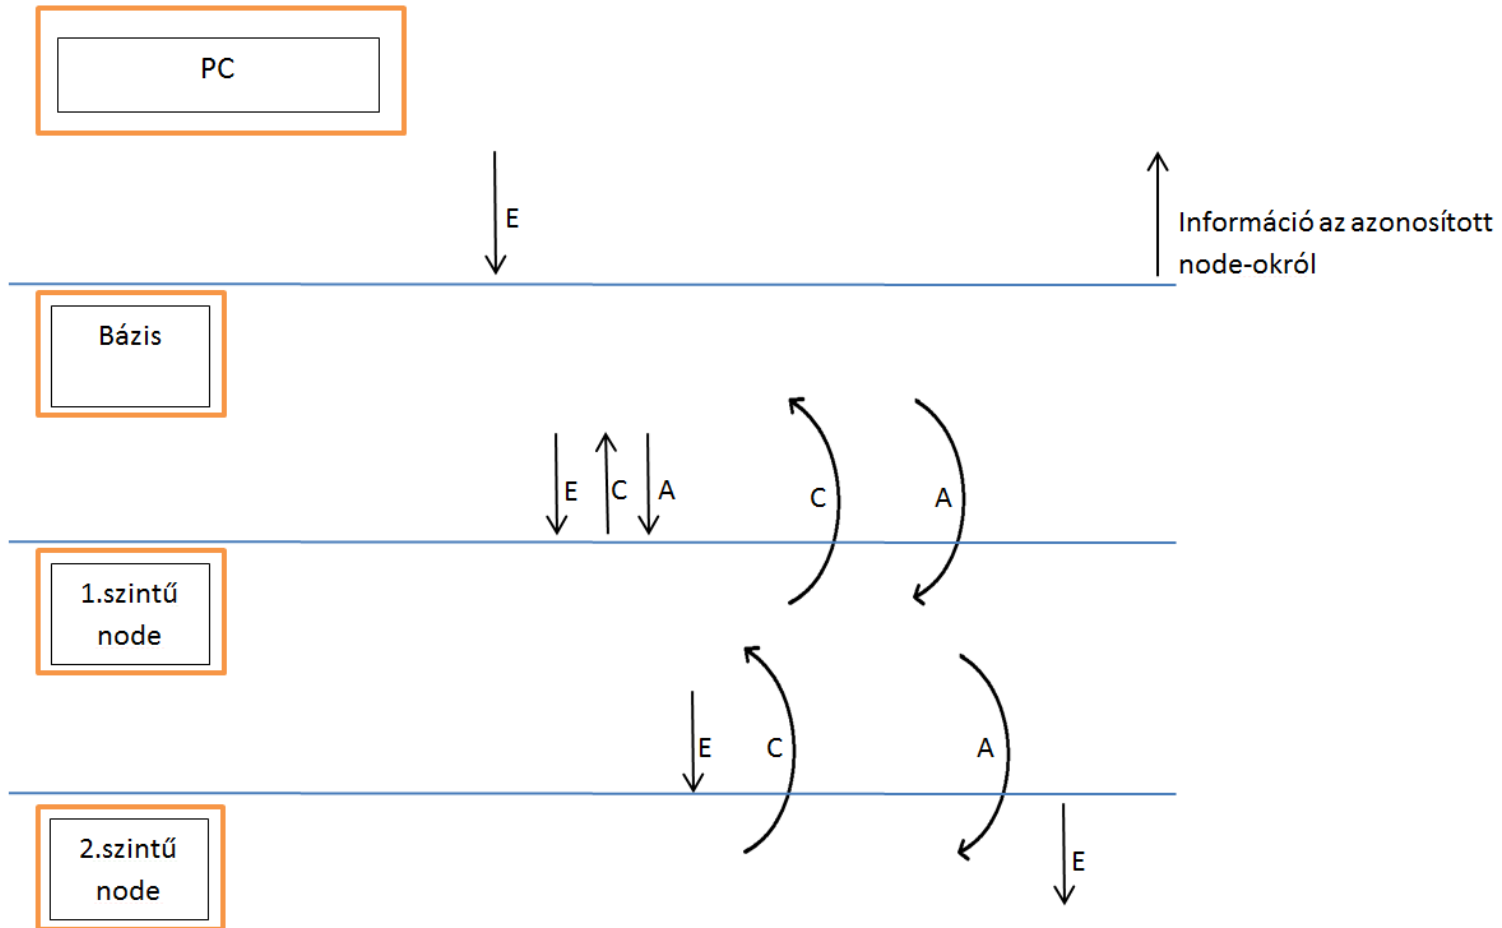 PC
E
Információ az azonosított
node-okról
Bázis
E
C
A
C
A
1.szintű
node
E
C
A
2.szintű
node
E